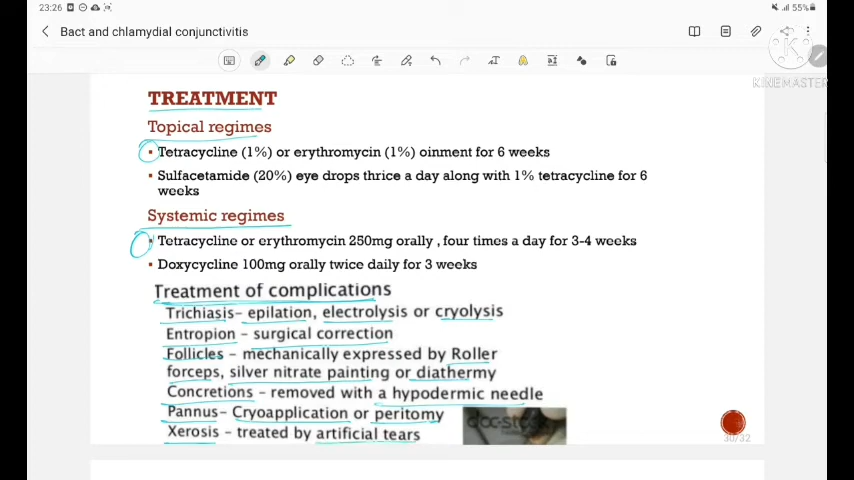 23:26
55%
Bact and chlamydial conjunctivitis
KINEMASTER
TREATMENT
Topical regimes
▪ Tetracycline (1%) or erythromycin (1%) oinment for 6 weeks
▪ Sulfacetamide (20%) eye drops thrice a day along with 1% tetracycline for 6
weeks
Systemic regimes
▪ Tetracycline or erythromycin 250mg orally , four times a day for 3-4 weeks
▪ Doxycycline 100mg orally twice daily for 3 weeks
Treatment of complications
Trichiasis- epilation, electrolysis or cryolysis
Entropion - surgical correction
Follicles - mechanically expressed by Roller
forceps, silver nitrate painting or diathermy
Concretions - removed with a hypodermic needle
Pannus- Cryoapplication or peritomy
Xerosis - treated by artificial tears
30/32